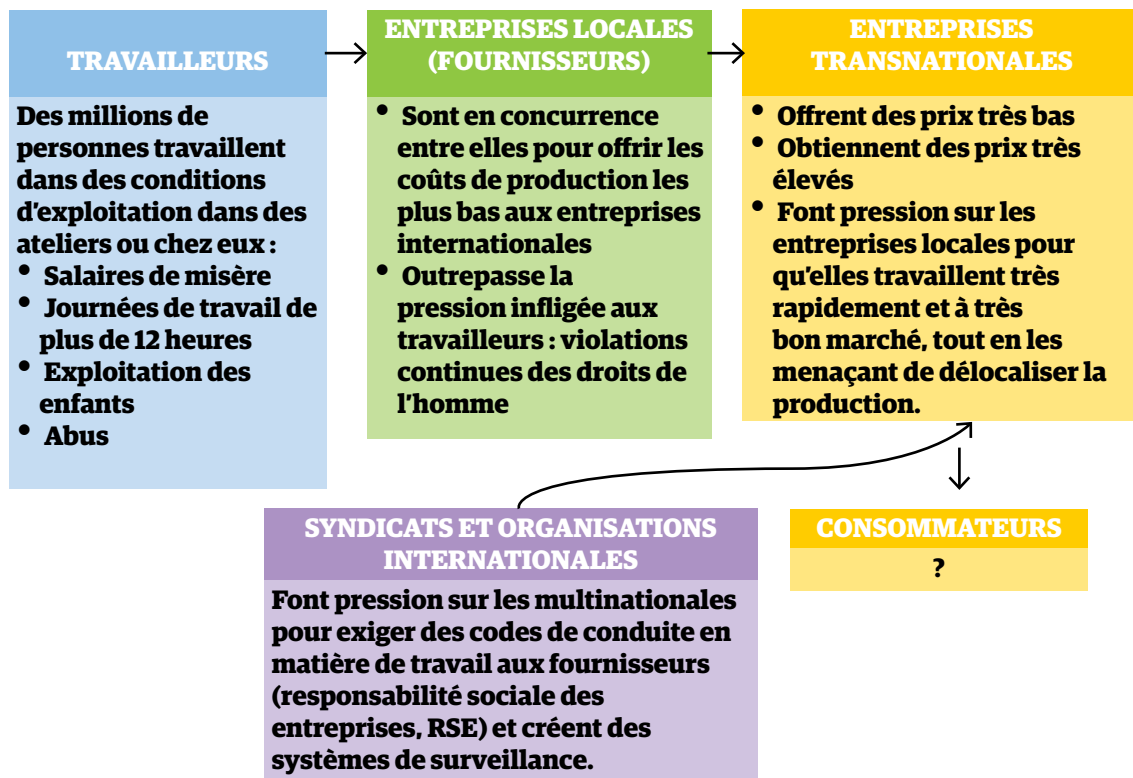 TRAVAILLEURS
Des millions de
personnes travaillent
dans des conditions
d'exploitation dans des
ateliers ou chez eux :
• Salaires de misère
• Journées de travail de
plus de 12 heures
• Exploitation des
enfants
• Abus
ENTREPRISES LOCALES
(FOURNISSEURS)
• Sont en concurrence
entre elles pour offrir les
coûts de production les
plus bas aux entreprises
internationales
• Outrepasse la
pression infligée aux
travailleurs : violations
continues des droits de
l'homme
ENTREPRISES
TRANSNATIONALES
• Offrent des prix très bas
• Obtiennent des prix très
élevés
• Font pression sur les
entreprises locales pour
qu'elles travaillent très
rapidement et à très
bon marché, tout en les
menaçant de délocaliser la
production.
SYNDICATS ET ORGANISATIONS
INTERNATIONALES
Font pression sur les multinationales
pour exiger des codes de conduite en
matière de travail aux fournisseurs
(responsabilité sociale des
entreprises, RSE) et créent des
systèmes de surveillance.
CONSOMMATEURS
?